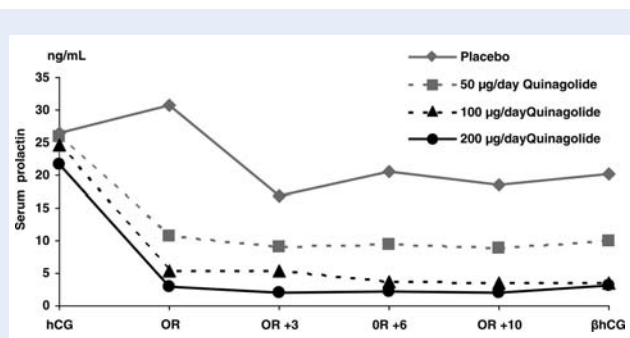 ng/mL
Placebo
50 µg/day Quinagolide
100 µg/dayQuinagolide
200 µg/dayQuinagolide
Serum prolactin
35
30
25
20
15
10
5
0
hCG OR OR +3 0R +6 OR +10 βhCG